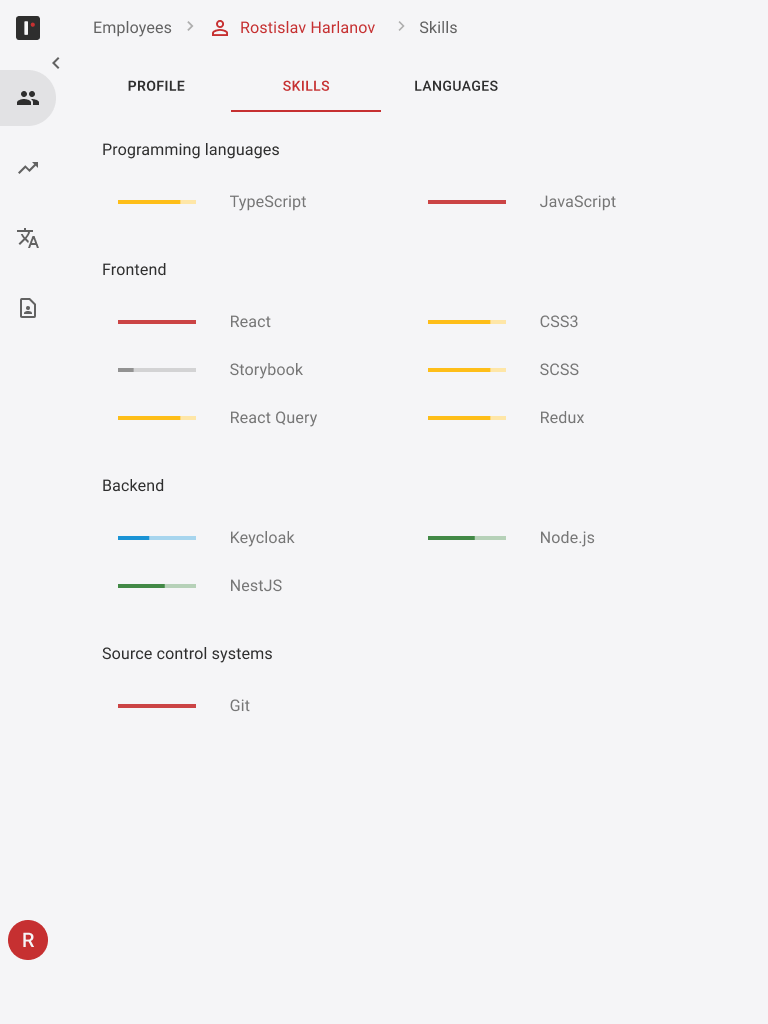 Employees Rostislav Harlanov Skills
PROFILE SKILLS LANGUAGES
Programming languages
TypeScript JavaScript
Frontend
React CSS3
Storybook SCSS
React Query Redux
Backend
Keycloak Node.js
NestJS
Source control systems
Git
R